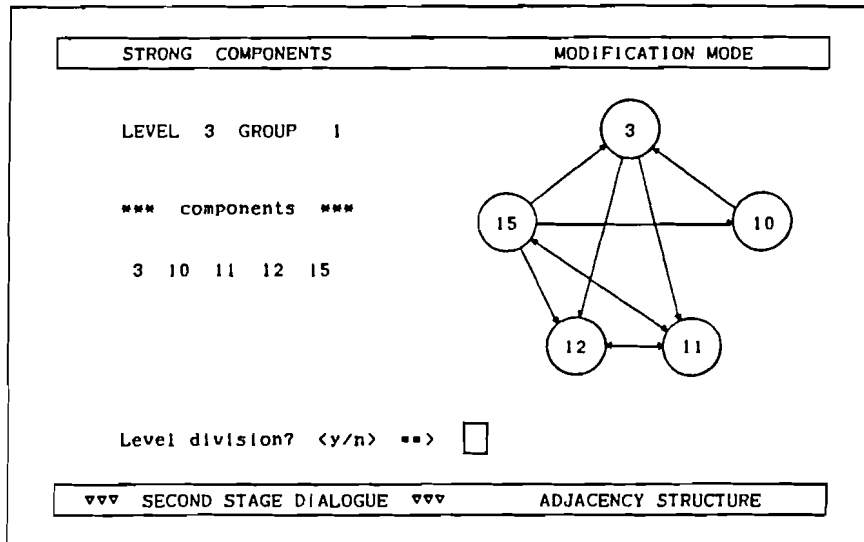 STRONG COMPONENTS MODIFICATION MODE
LEVEL 3 GROUP 1
*** components ***
3 10 11 12 15
3
15
10
12
11
Level division? <y/n> ==>
▽▽▽ SECOND STAGE DIALOGUE ▽▽▽ ADJACENCY STRUCTURE